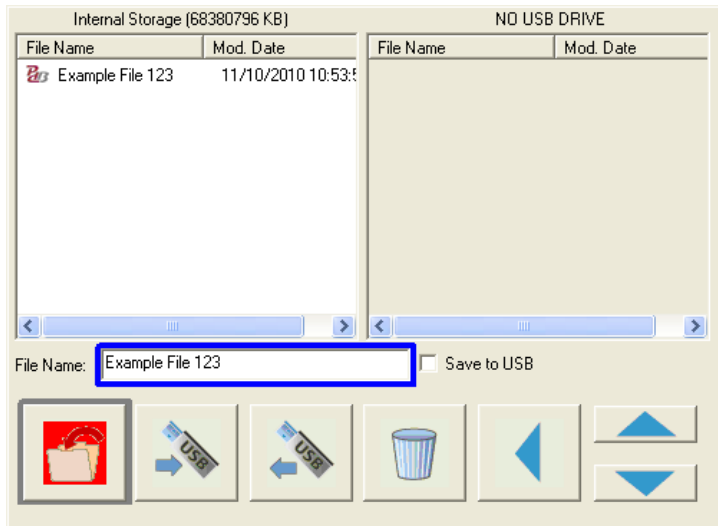 Internal Storage (68380796 KB)
NO USB DRIVE
File Name Mod. Date
File Name Mod. Date
Example File 123 11/10/2010 10:53:5
File Name: Example File 123 Save to USB
USB USB